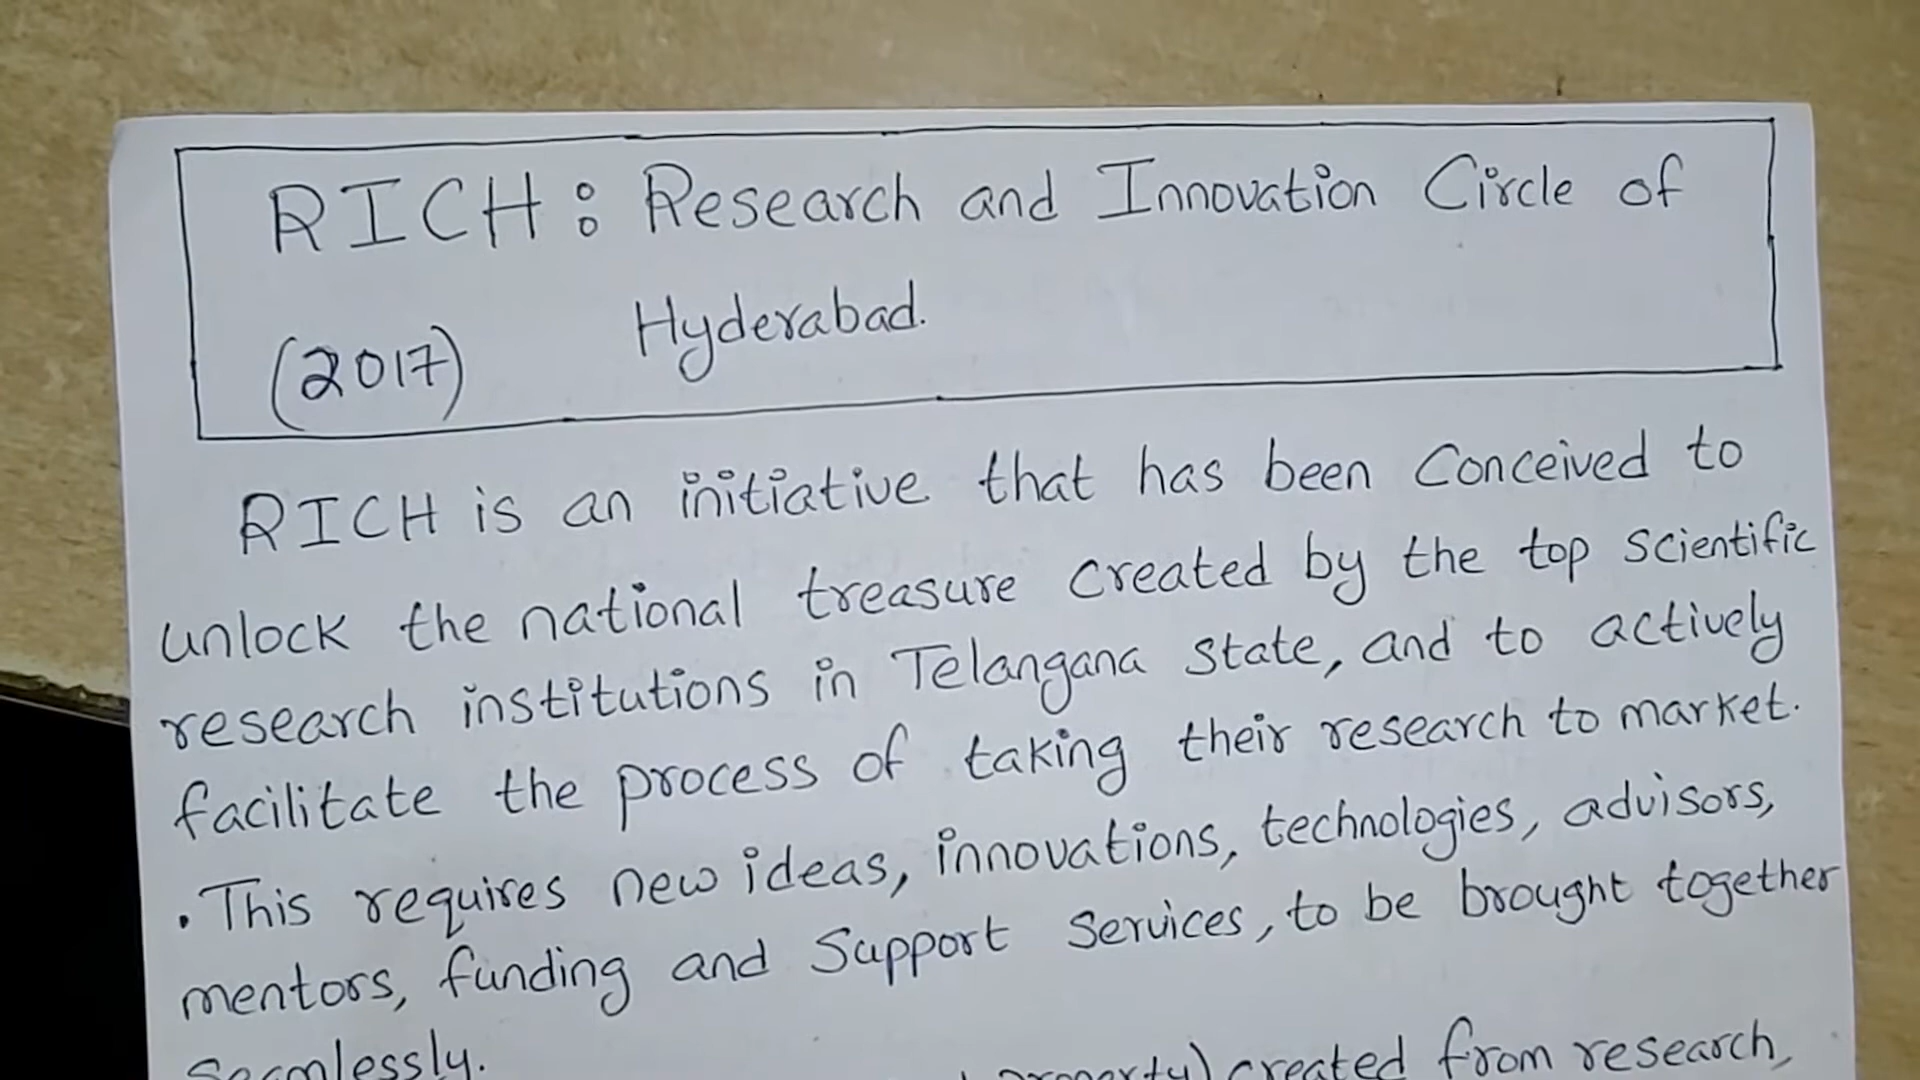 RICH: Research and Innovation Circle of
(2017) Hyderabad.
RICH is an initiative that has been Conceived to
unlock the national treasure created by the top scientific
research institutions in Telangana state, and to actively
facilitate the process of taking their research to market.
. This requires new ideas, innovations, technologies, advisors,
mentors, funding and Support Services, to be brought together
Seamlessly.
created from research,